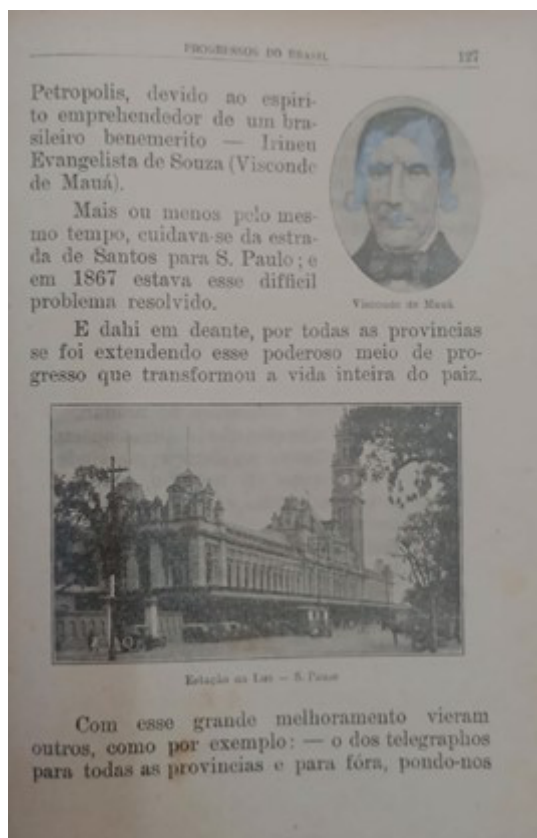 PROGRESSOS DO BRASIL 127
Petropolis, devido ao espiri-
to emprehendedor de um bra-
sileiro benemerito — Irineu
Evangelista de Souza (Visconde
de Mauá).
Mais ou menos pelo mes-
mo tempo, cuidava-se da estra-
da de Santos para S. Paulo; e
em 1867 estava esse difficil
problema resolvido.
Visconde de Mauá
E dahi em deante, por todas as provincias
se foi extendendo esse poderoso meio de pro-
gresso que transformou a vida inteira do paiz.
Estação da Luz — S. Paulo
Com esse grande melhoramento vieram
outros, como por exemplo: — o dos telegraphos
para todas as provincias e para fóra, pondo-nos